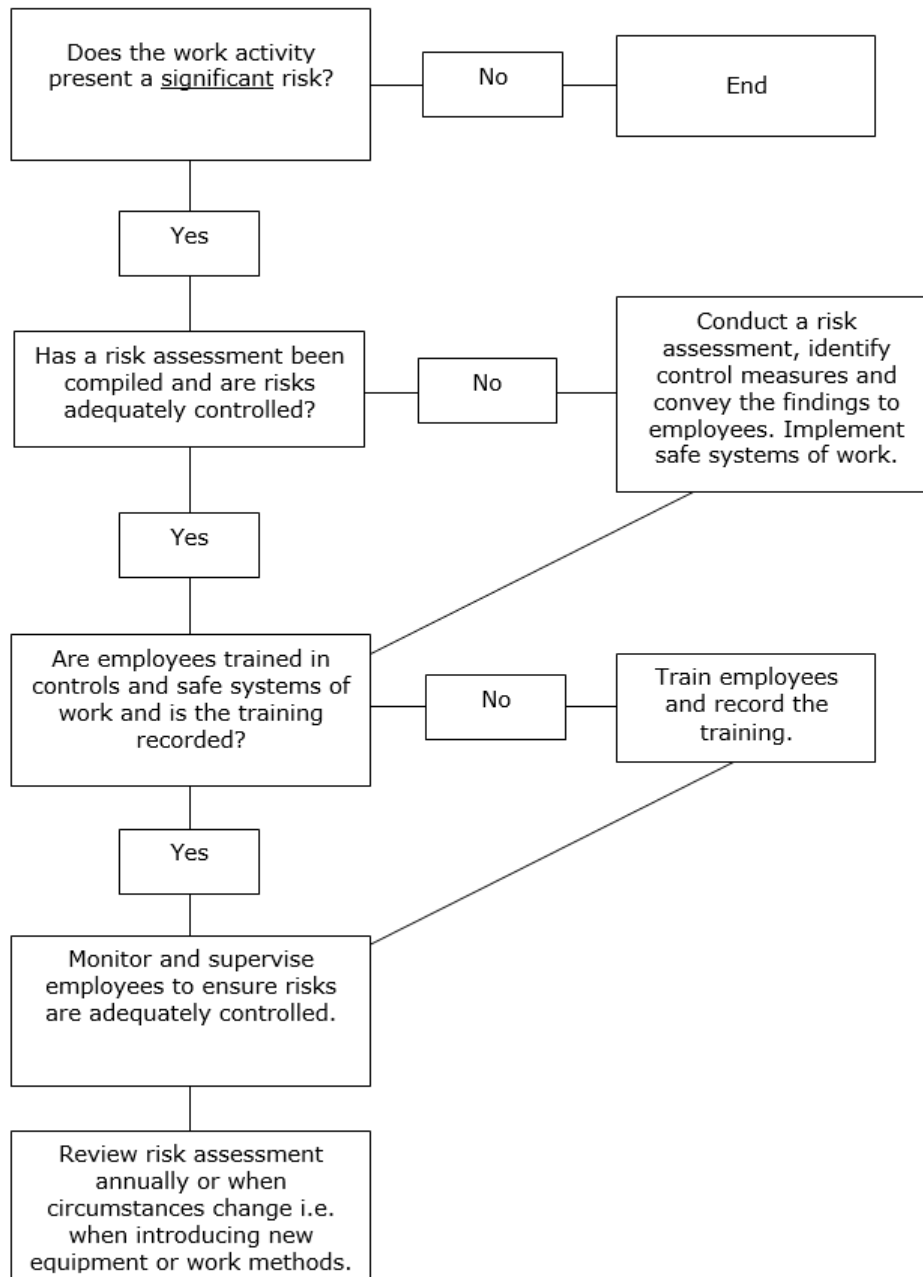 Does the work activity
present a significant risk?
No
End
Yes
Has a risk assessment been
compiled and are risks
adequately controlled?
No
Conduct a risk
assessment, identify
control measures and
convey the findings to
employees. Implement
safe systems of work.
Yes
Are employees trained in
controls and safe systems of
work and is the training
recorded?
No
Train employees
and record the
training.
Yes
Monitor and supervise
employees to ensure risks
are adequately controlled.
Review risk assessment
annually or when
circumstances change i.e.
when introducing new
equipment or work methods.